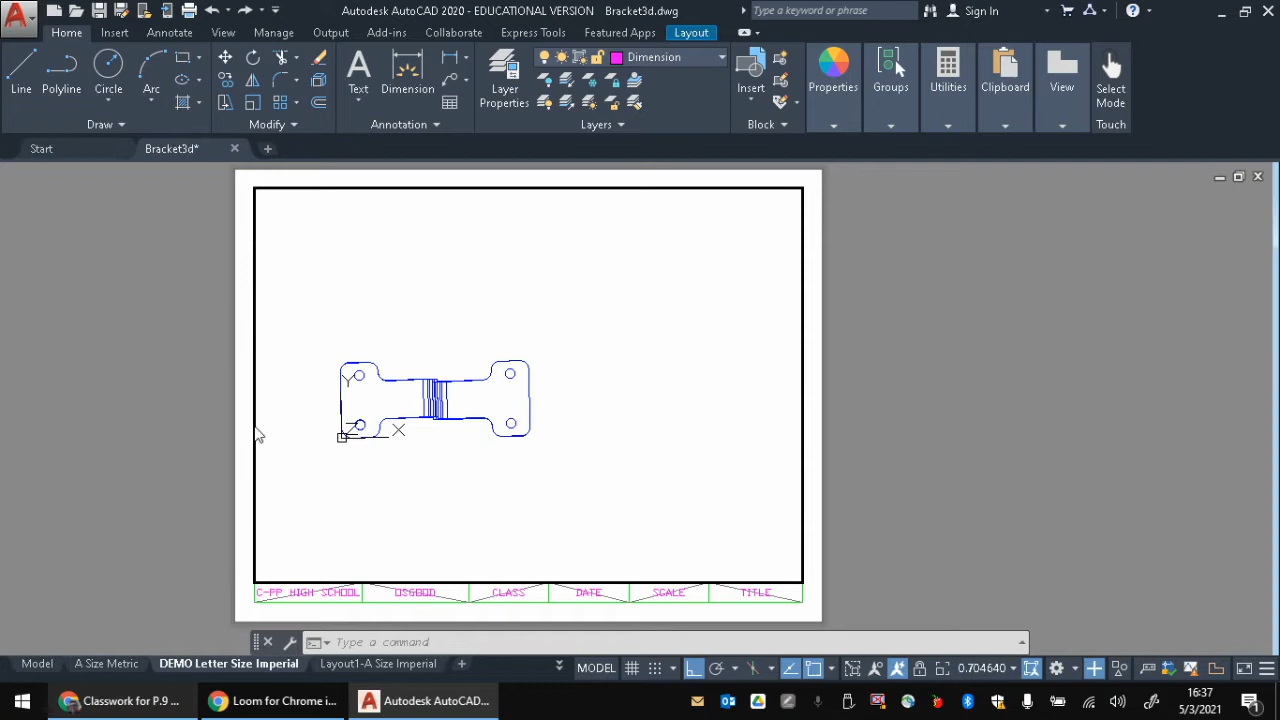 Autodesk AutoCAD 2020 - EDUCATIONAL VERSION Bracket3d.dwg
Type a keyword or phrase
Sign In
Home Insert Annotate View Manage Output Add-ins Collaborate Express Tools Featured Apps Layout
Line Polyline Circle Arc
Text Dimension
Layer Properties
Dimension
Insert
Properties Groups Utilities Clipboard View
Select Mode
Draw Modify Annotation Layers Block Touch
Start Bracket3d*
Y
X
C-PP HIGH SCHOOL OSGOOD CLASS DATE SCALE TITLE
Type a command
Model A Size Metric DEMO Letter Size Imperial Layout1-A Size Imperial
MODEL 0.704640
Classwork for P.9 ... Loom for Chrome i... Autodesk AutoCAD...
16:37
5/3/2021
1